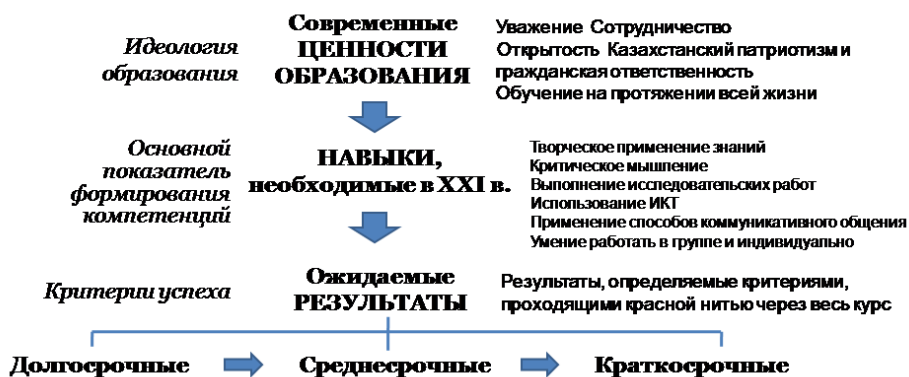 Идеология
образования
Современные
ЦЕННОСТИ
ОБРАЗОВАНИЯ
Уважение Сотрудничество
Открытость Казахстанский патриотизм и
гражданская ответственность
Обучение на протяжении всей жизни
Основной
показатель
формирования
компетенций
НАВЫКИ,
необходимые в XXI в.
Творческое применение знаний
Критическое мышление
Выполнение исследовательских работ
Использование ИКТ
Применение способов коммуникативного общения
Умение работать в группе и индивидуально
Критерии успеха
Ожидаемые
РЕЗУЛЬТАТЫ
Результаты, определяемые критериями,
проходящими красной нитью через весь курс
Долгосрочные
Среднесрочные
Краткосрочные